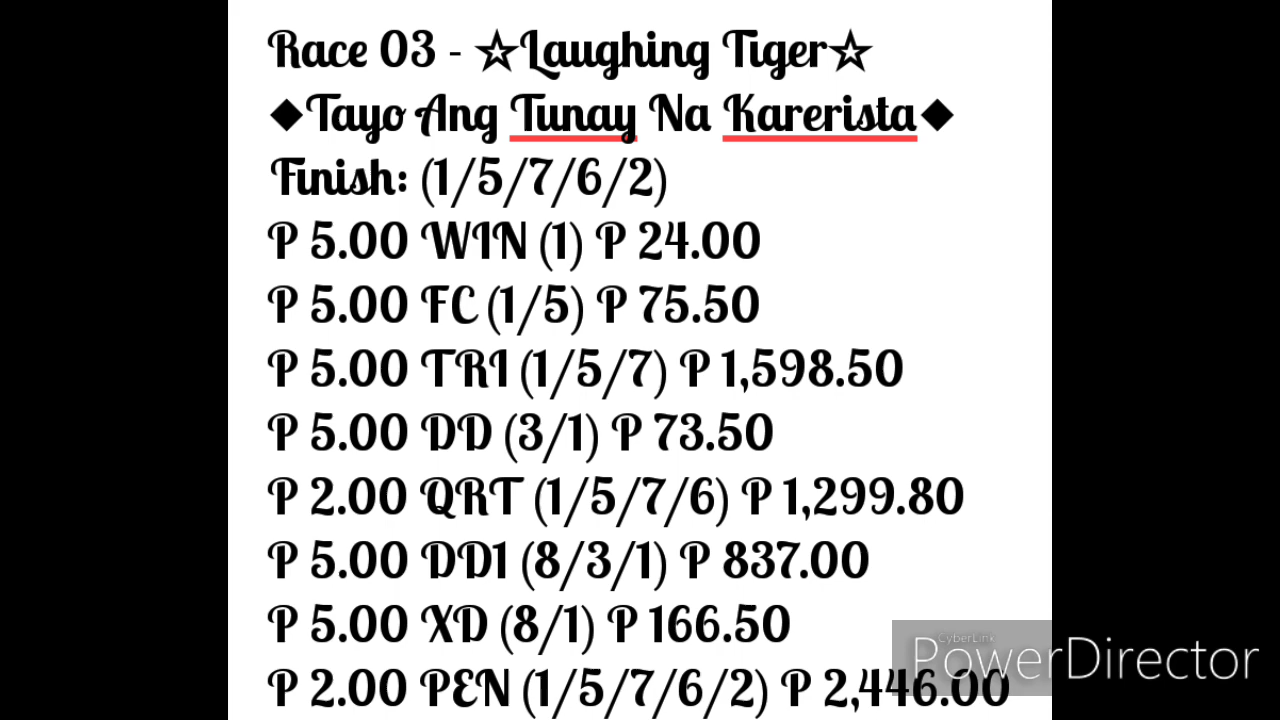 Race 03 - ☆Laughing Tiger☆
◆Tayo Ang Tunay Na Karerista◆
Finish: (1/5/7/6/2)
P 5.00 WIN (1) P 24.00
P 5.00 FC (1/5) P 75.50
P 5.00 TRI (1/5/7) P 1,598.50
P 5.00 DD (3/1) P 73.50
P 2.00 QRT (1/5/7/6) P 1,299.80
P 5.00 DD1 (8/3/1) P 837.00
P 5.00 XD (8/1) P 166.50
P 2.00 PEN (1/5/7/6/2) P 2,446.00
CyberLink
PowerDirector